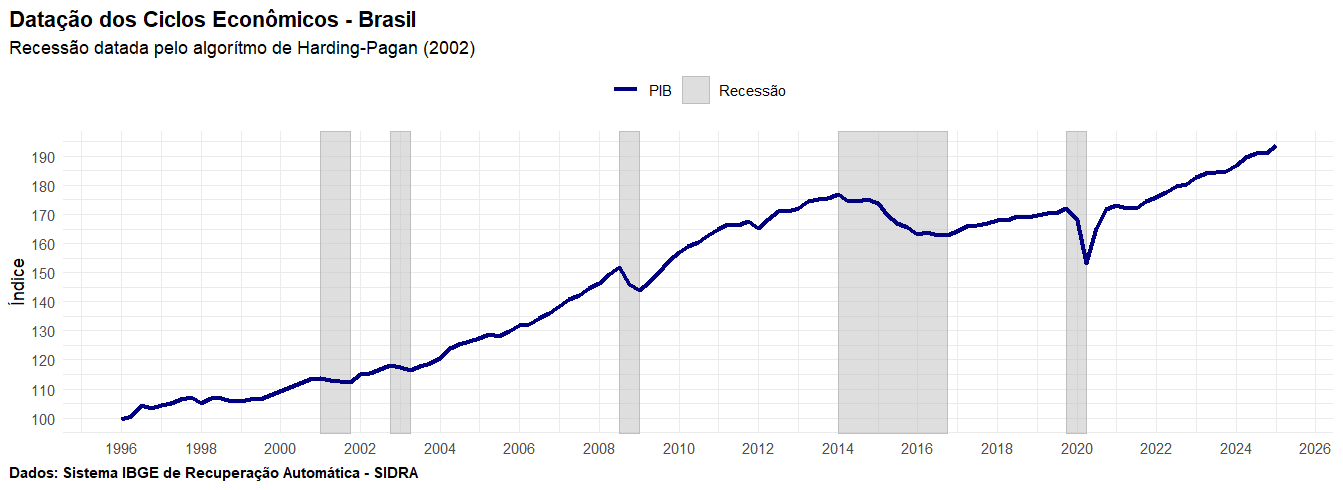 Datação dos Ciclos Econômicos - Brasil
Recessão datada pelo algorítmo de Harding-Pagan (2002)
PIB Recessão
Índice
190
180
170
160
150
140
130
120
110
100
1996 1998 2000 2002 2004 2006 2008 2010 2012 2014 2016 2018 2020 2022 2024 2026
Dados: Sistema IBGE de Recuperação Automática - SIDRA